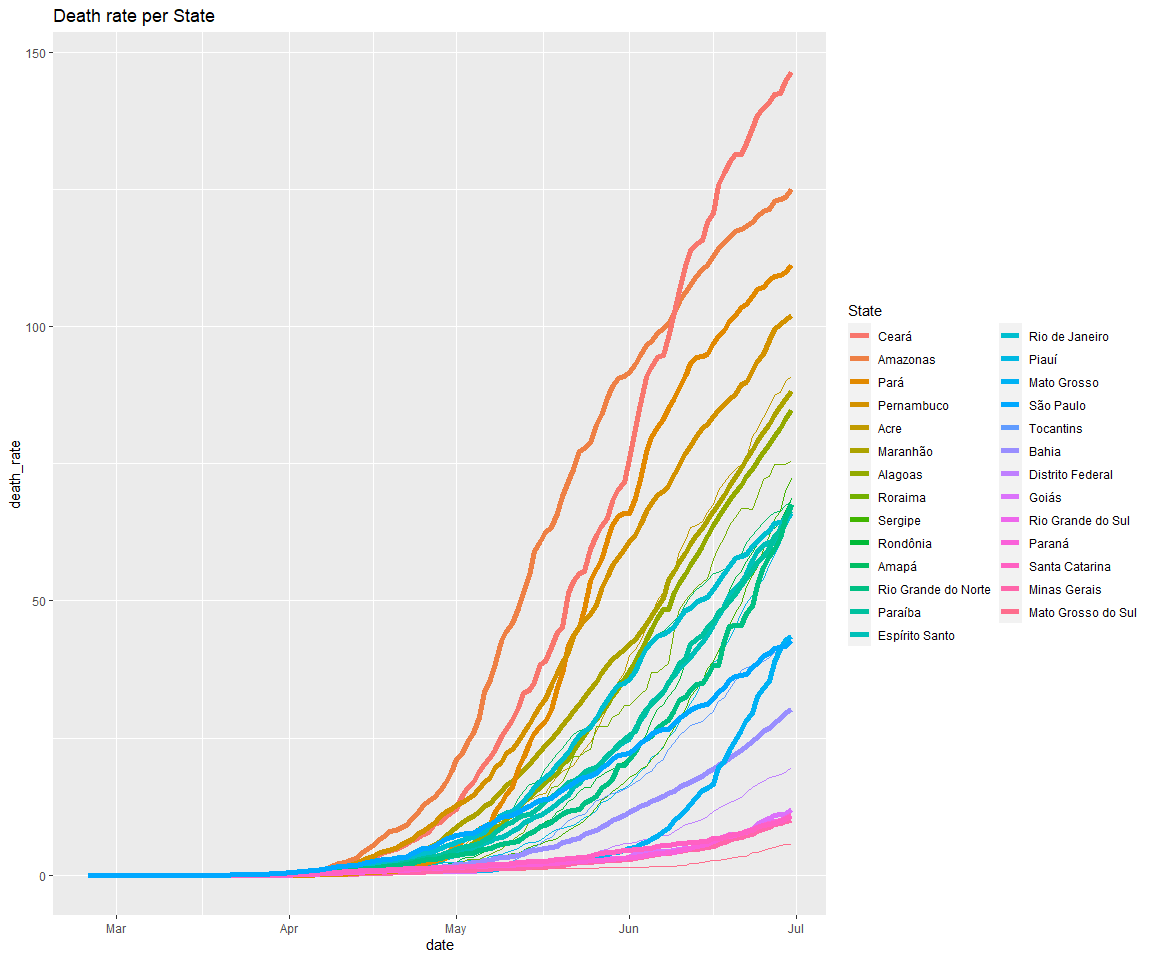 Death rate per State
150
100
50
0
death_rate
Mar
Apr
May
Jun
Jul
date
State
Ceará
Amazonas
Pará
Pernambuco
Acre
Maranhão
Alagoas
Roraima
Sergipe
Rondônia
Amapá
Rio Grande do Norte
Paraíba
Espírito Santo
Rio de Janeiro
Piauí
Mato Grosso
São Paulo
Tocantins
Bahia
Distrito Federal
Goiás
Rio Grande do Sul
Paraná
Santa Catarina
Minas Gerais
Mato Grosso do Sul